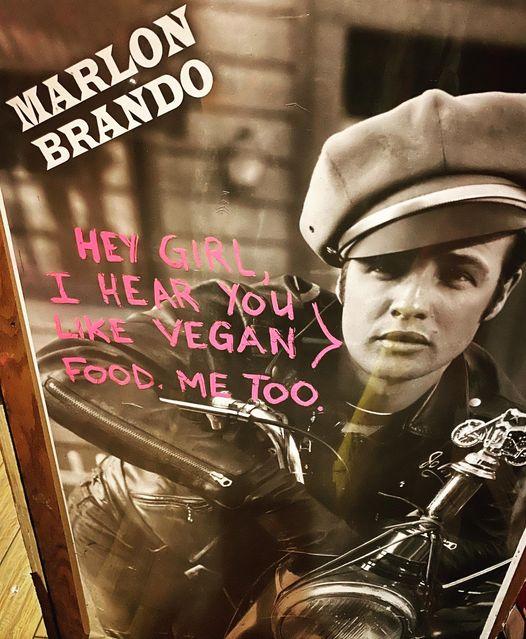 MARLON
BRANDO
HEY GIRL,
I HEAR YOU
LIKE VEGAN
FOOD. ME TOO.